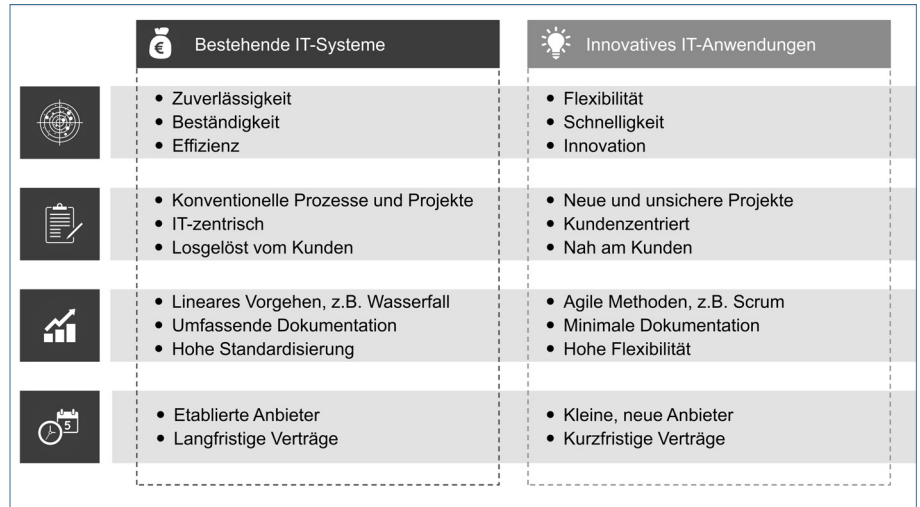 € Bestehende IT-Systeme
Innovatives IT-Anwendungen
• Zuverlässigkeit
• Beständigkeit
• Effizienz
• Flexibilität
• Schnelligkeit
• Innovation
• Konventionelle Prozesse und Projekte
• IT-zentrisch
• Losgelöst vom Kunden
• Neue und unsichere Projekte
• Kundenzentriert
• Nah am Kunden
• Lineares Vorgehen, z.B. Wasserfall
• Umfassende Dokumentation
• Hohe Standardisierung
• Agile Methoden, z.B. Scrum
• Minimale Dokumentation
• Hohe Flexibilität
5
• Etablierte Anbieter
• Langfristige Verträge
• Kleine, neue Anbieter
• Kurzfristige Verträge